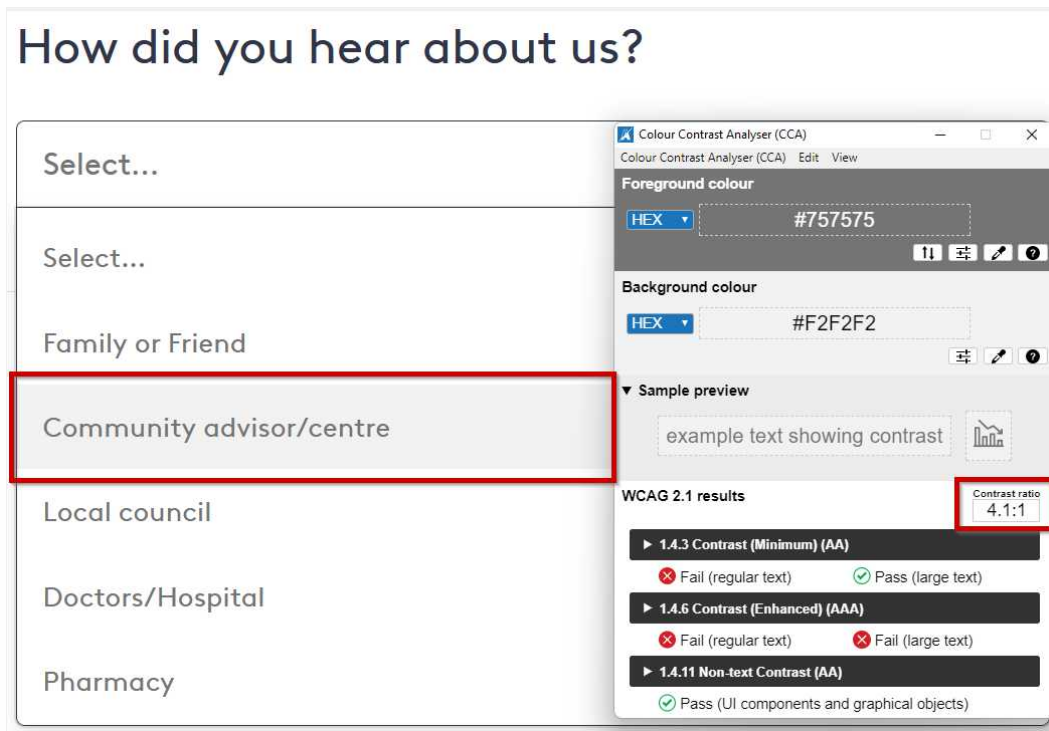 How did you hear about us?
Select...
Select...
Family or Friend
Community advisor/centre
Local council
Doctors/Hospital
Pharmacy
Colour Contrast Analyser (CCA)
Colour Contrast Analyser (CCA) Edit View
Foreground colour
HEX #757575
Background colour
HEX #F2F2F2
Sample preview
example text showing contrast
WCAG 2.1 results
Contrast ratio
4.1:1
1.4.3 Contrast (Minimum) (AA)
Fail (regular text) Pass (large text)
1.4.6 Contrast (Enhanced) (AAA)
Fail (regular text) Fail (large text)
1.4.11 Non-text Contrast (AA)
Pass (UI components and graphical objects)